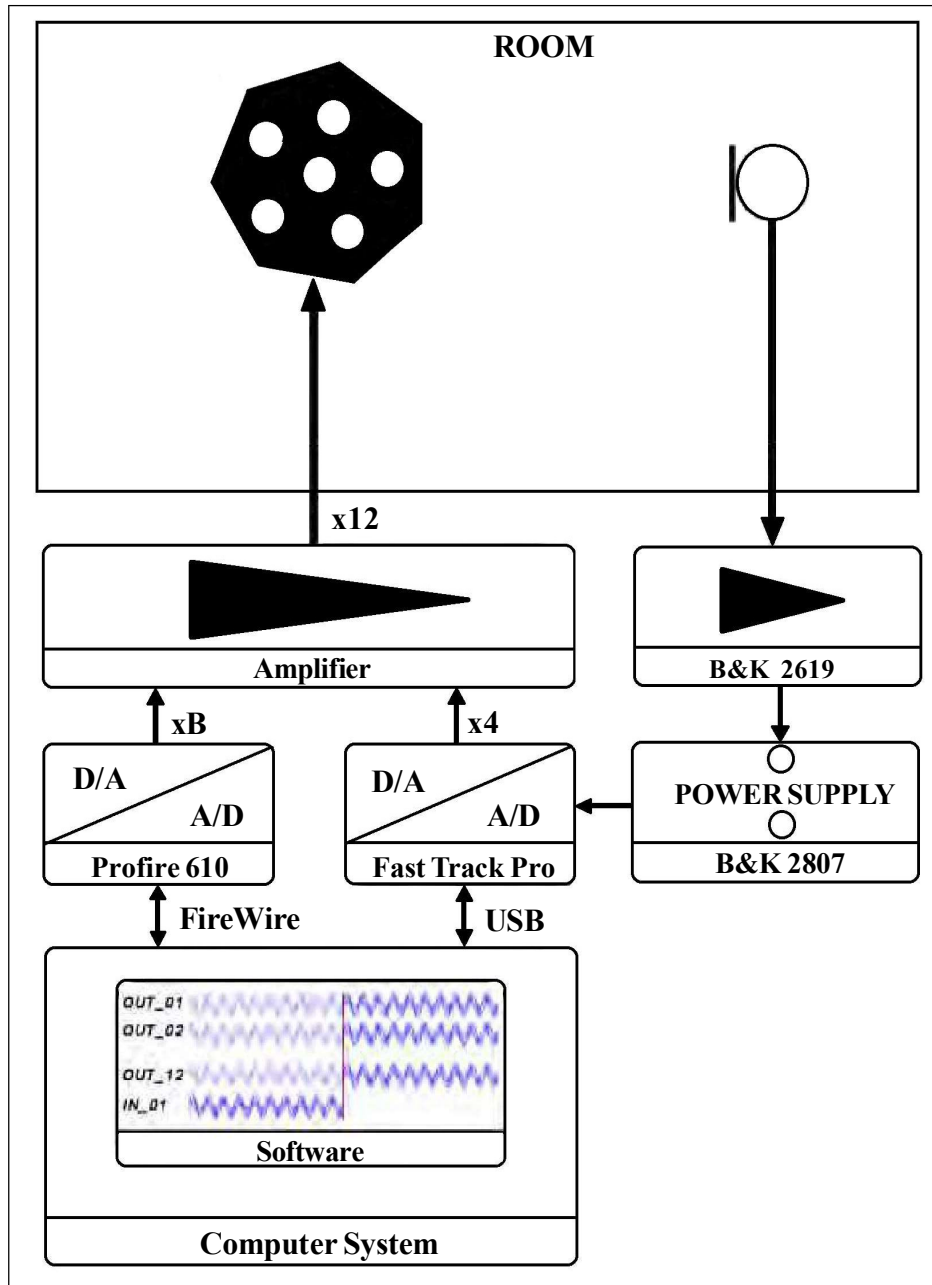 ROOM
x12
Amplifier
B&K 2619
xB
x4
D/A
A/D
Profire 610
D/A
A/D
Fast Track Pro
POWER SUPPLY
B&K 2807
FireWire
USB
OUT_01
OUT_02
OUT_12
IN_01
Software
Computer System